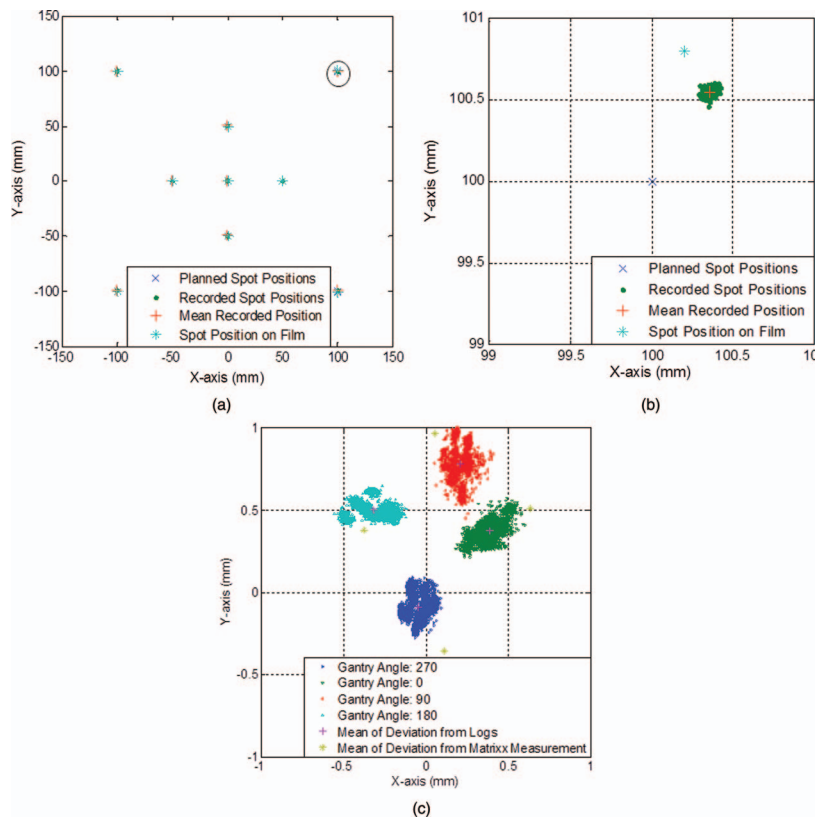 150
100
50
0
-50
-100
-150
-150 -100 -50 0 50 100 150
Y-axis (mm)
X-axis (mm)
Planned Spot Positions
Recorded Spot Positions
Mean Recorded Position
Spot Position on Film
(a)
101
100.5
100
99.5
99
99 99.5 100 100.5 10
Y-axis (mm)
X-axis (mm)
Planned Spot Positions
Recorded Spot Positions
Mean Recorded Position
Spot Position on Film
(b)
1
0.5
0
-0.5
-1
-1 -0.5 0 0.5 1
Y-axis (mm)
X-axis (mm)
Gantry Angle: 270
Gantry Angle: 0
Gantry Angle: 90
Gantry Angle: 180
Mean of Deviation from Logs
Mean of Deviation from Matrixx Measurement
(c)